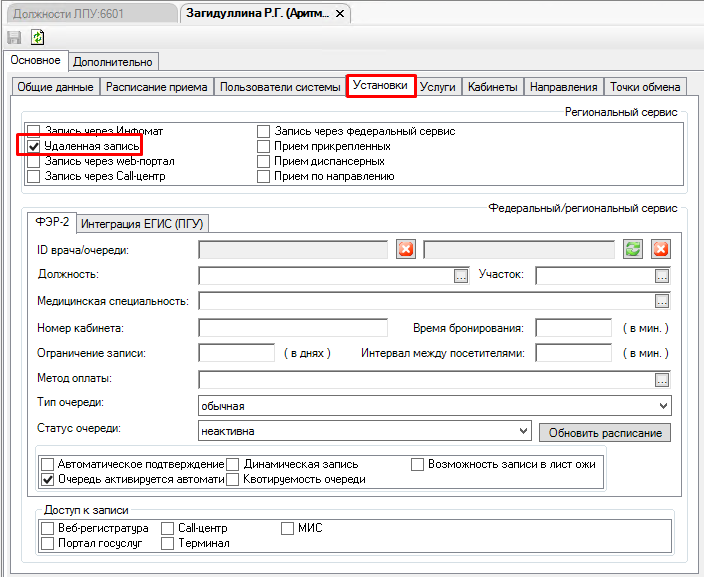 Должности ЛПУ:6601 Загидуллина Р.Г. (Аритм...
Основное Дополнительно
Общие данные Расписание приема Пользователи системы Установки Услуги Кабинеты Направления Точки обмена
Региональный сервис
Запись через Инфомат Запись через Федеральный сервис
Удаленная запись Прием прикрепленных
Запись через web-портал Прием диспансерных
Запись через Call-центр Прием по направлению
Федеральный/региональный сервис
ФЭР-2 Интеграция ЕГИС (ПГУ)
ID врача/очереди:
Должность: ... Участок: ...
Медицинская специальность: ...
Номер кабинета: Время бронирования: ( в мин. )
Ограничение записи: ( в днях ) Интервал между посетителями: ( в мин. )
Метод оплаты: ...
Тип очереди: обычная
Статус очереди: неактивна Обновить расписание
Автоматическое подтверждение Динамическая запись Возможность записи в лист ожи
Очередь активируется автомати Квотируемость очереди
Доступ к записи
Веб-регистратура Call-центр МИС
Портал госуслуг Терминал